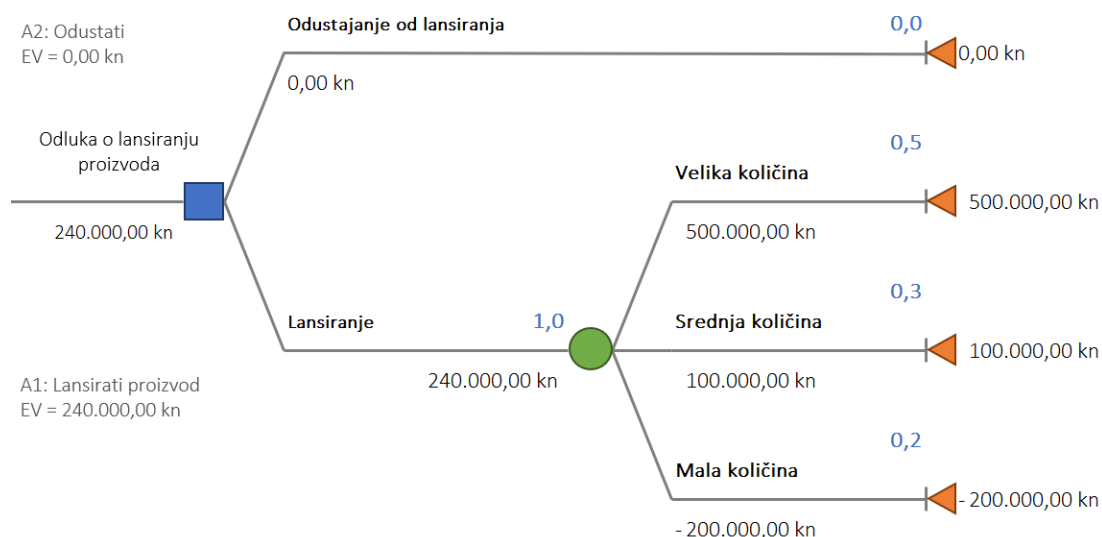 A2: Odustati
EV = 0,00 kn
Odustajanje od lansiranja
0,0
0,00 kn
0,00 kn
Odluka o lansiranju
proizvoda
240.000,00 kn
0,5
Velika količina
500.000,00 kn
500.000,00 kn
Lansiranje
1,0
240.000,00 kn
0,3
Srednja količina
100.000,00 kn
100.000,00 kn
A1: Lansirati proizvod
EV = 240.000,00 kn
0,2
Mala količina
- 200.000,00 kn
- 200.000.00 kn